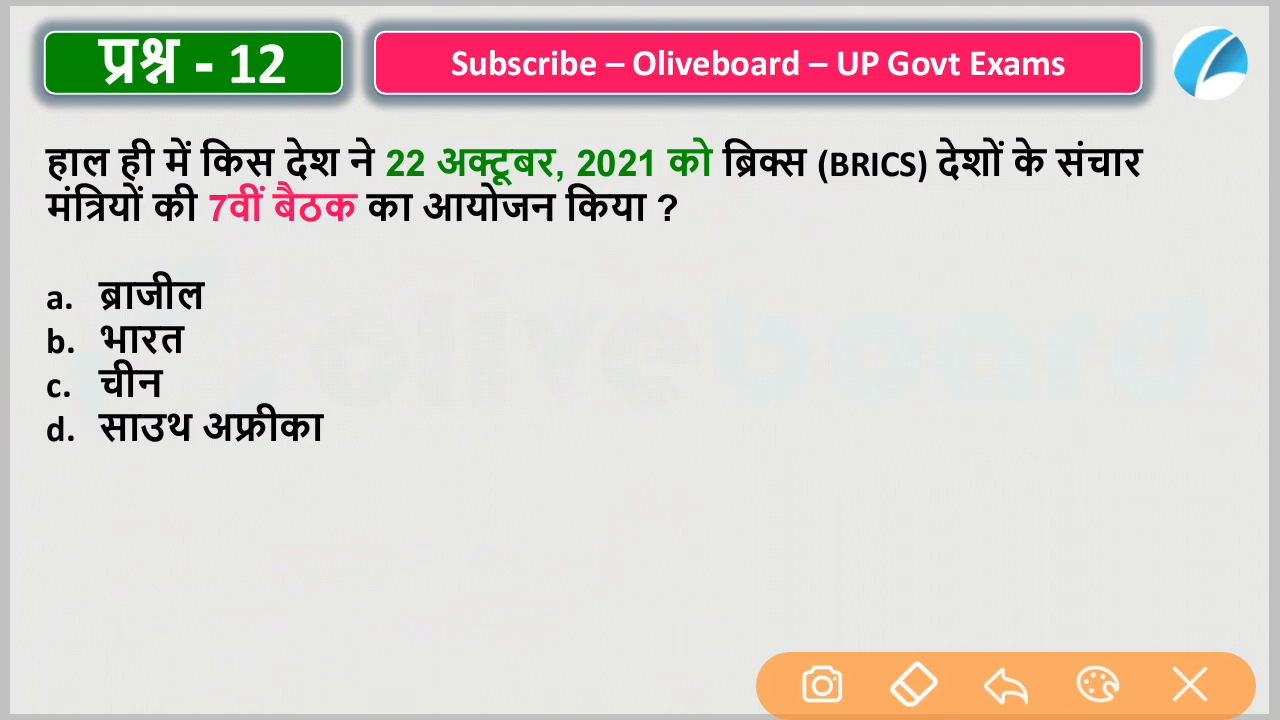 प्रश्न - 12
Subscribe – Oliveboard – UP Govt Exams
हाल ही में किस देश ने 22 अक्टूबर, 2021 को ब्रिक्स (BRICS) देशों के संचार
मंत्रियों की 7वीं बैठक का आयोजन किया ?
a. ब्राजील
b. भारत
c. चीन
d. साउथ अफ्रीका
oliveboard